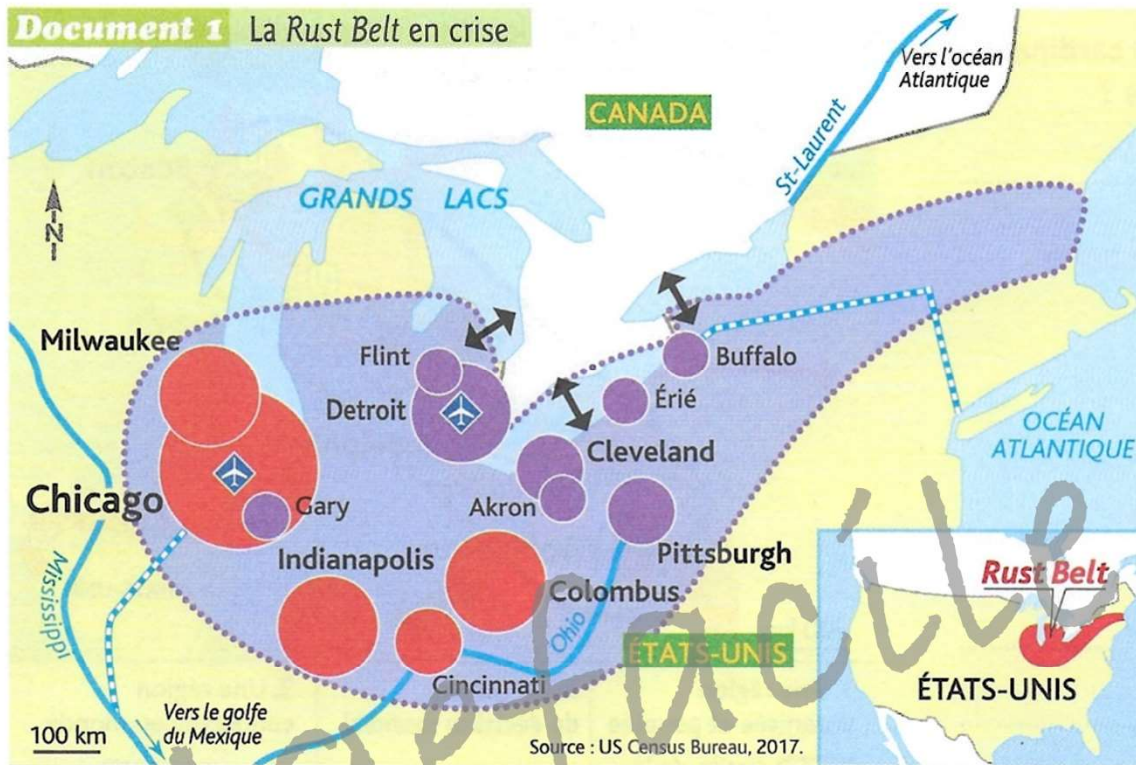 Document 1 La Rust Belt en crise
Vers l'océan
Atlantique
CANADA
St-Laurent
GRANDS LACS
N
Milwaukee
Flint
Buffalo
Detroit
Érié
OCÉAN
ATLANTIQUE
Cleveland
Chicago
Gary
Akron
Indianapolis
Pittsburgh
Colombus
Mississippi
Ohio
ÉTATS-UNIS
Cincinnati
Rust Belt
ÉTATS-UNIS
Vers le golfe
du Mexique
100 km
Source : US Census Bureau, 2017.
facile